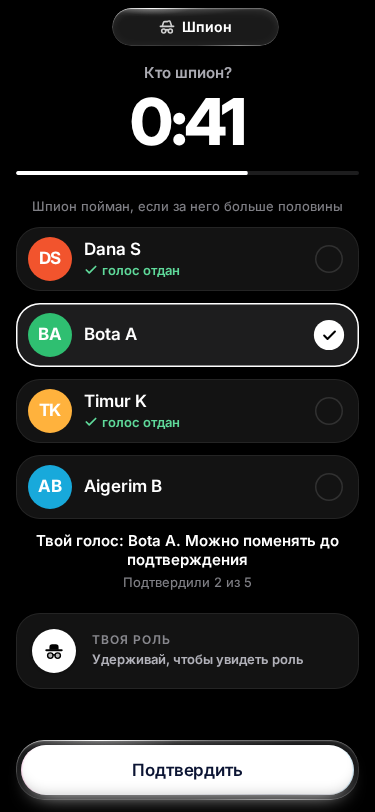 Шпион
Кто шпион?
0:41
Шпион пойман, если за него больше половины
DS
Dana S
голос отдан
BA
Bota A
TK
Timur K
голос отдан
AB
Aigerim B
Твой голос: Bota A. Можно поменять до
подтверждения
Подтвердили 2 из 5
ТВОЯ РОЛЬ
Удерживай, чтобы увидеть роль
Подтвердить